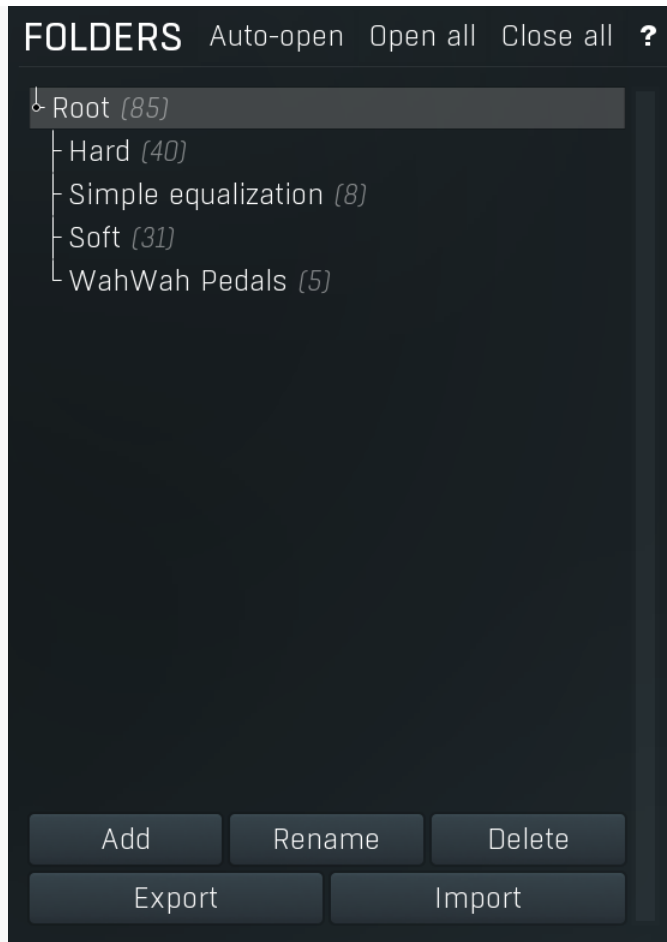 FOLDERS Auto-open Open all Close all ?
Root (85)
Hard (40)
Simple equalization (8)
Soft (31)
WahWah Pedals (5)
Add Rename Delete
Export Import